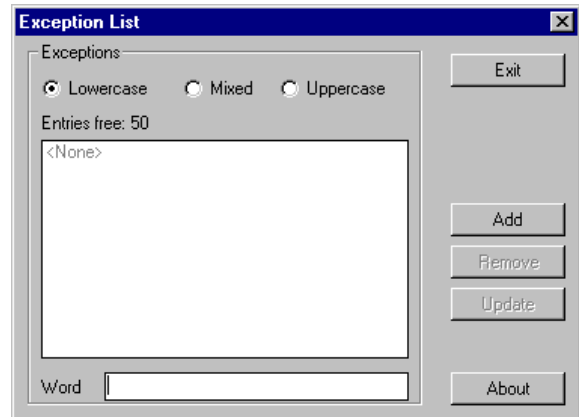 Exception List
Exceptions
Exit
Lowercase Mixed Uppercase
Entries free: 50
<None>
Add
Remove
Update
Word
About